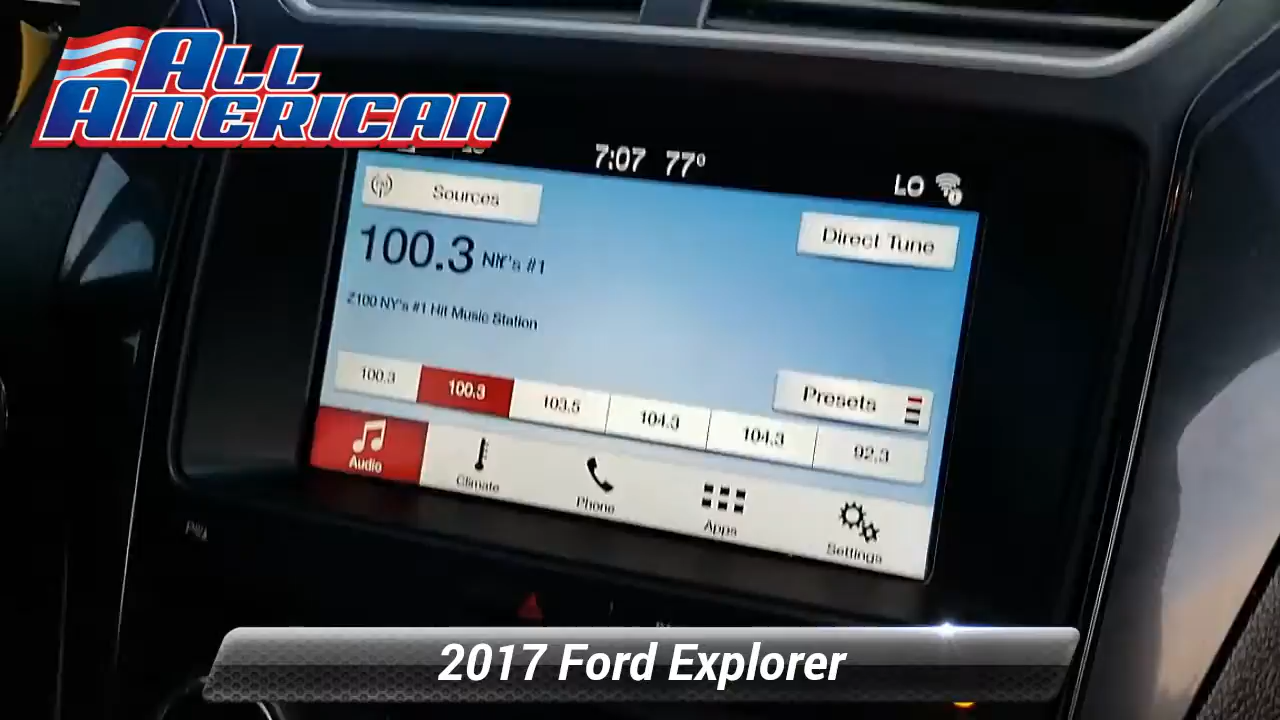 ALL
AMERICAN
7:07 77°
LO
Sources
Direct Tune
100.3 NY's #1
Z100 NY's #1 Hit Music Station
Presets
100.3 100.3 103.5 104.3 104.3 92.3
Audio Climate Phone Apps Settings
2017 Ford Explorer